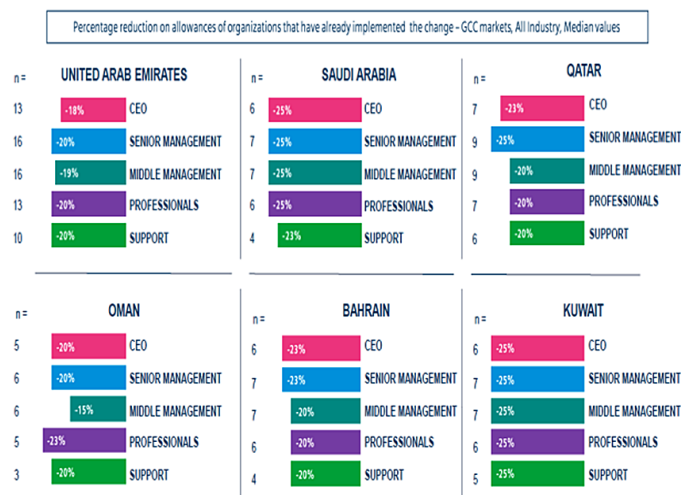 Percentage reduction on allowances of organizations that have already implemented the change – GCC markets, All Industry, Median values
n = UNITED ARAB EMIRATES
13 -18% CEO
16 -20% SENIOR MANAGEMENT
16 -19% MIDDLE MANAGEMENT
13 -20% PROFESSIONALS
10 -20% SUPPORT
n = SAUDI ARABIA
6 -25% CEO
7 -25% SENIOR MANAGEMENT
7 -25% MIDDLE MANAGEMENT
6 -25% PROFESSIONALS
4 -23% SUPPORT
n = QATAR
7 -23% CEO
9 -25% SENIOR MANAGEMENT
9 -20% MIDDLE MANAGEMENT
7 -20% PROFESSIONALS
6 -20% SUPPORT
n = OMAN
5 -20% CEO
6 -20% SENIOR MANAGEMENT
6 -15% MIDDLE MANAGEMENT
5 -23% PROFESSIONALS
3 -20% SUPPORT
n = BAHRAIN
6 -23% CEO
7 -23% SENIOR MANAGEMENT
7 -20% MIDDLE MANAGEMENT
6 -20% PROFESSIONALS
4 -20% SUPPORT
n = KUWAIT
6 -25% CEO
7 -25% SENIOR MANAGEMENT
7 -25% MIDDLE MANAGEMENT
6 -25% PROFESSIONALS
5 -25% SUPPORT